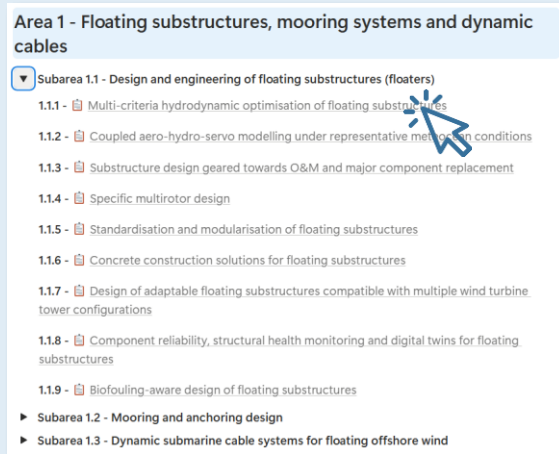 Area 1 - Floating substructures, mooring systems and dynamic
cables
Subarea 1.1 - Design and engineering of floating substructures (floaters)
1.1.1 - Multi-criteria hydrodynamic optimisation of floating substructures
1.1.2 - Coupled aero-hydro-servo modelling under representative metocean conditions
1.1.3 - Substructure design geared towards O&M and major component replacement
1.1.4 - Specific multirotor design
1.1.5 - Standardisation and modularisation of floating substructures
1.1.6 - Concrete construction solutions for floating substructures
1.1.7 - Design of adaptable floating substructures compatible with multiple wind turbine
tower configurations
1.1.8 - Component reliability, structural health monitoring and digital twins for floating
substructures
1.1.9 - Biofouling-aware design of floating substructures
Subarea 1.2 - Mooring and anchoring design
Subarea 1.3 - Dynamic submarine cable systems for floating offshore wind